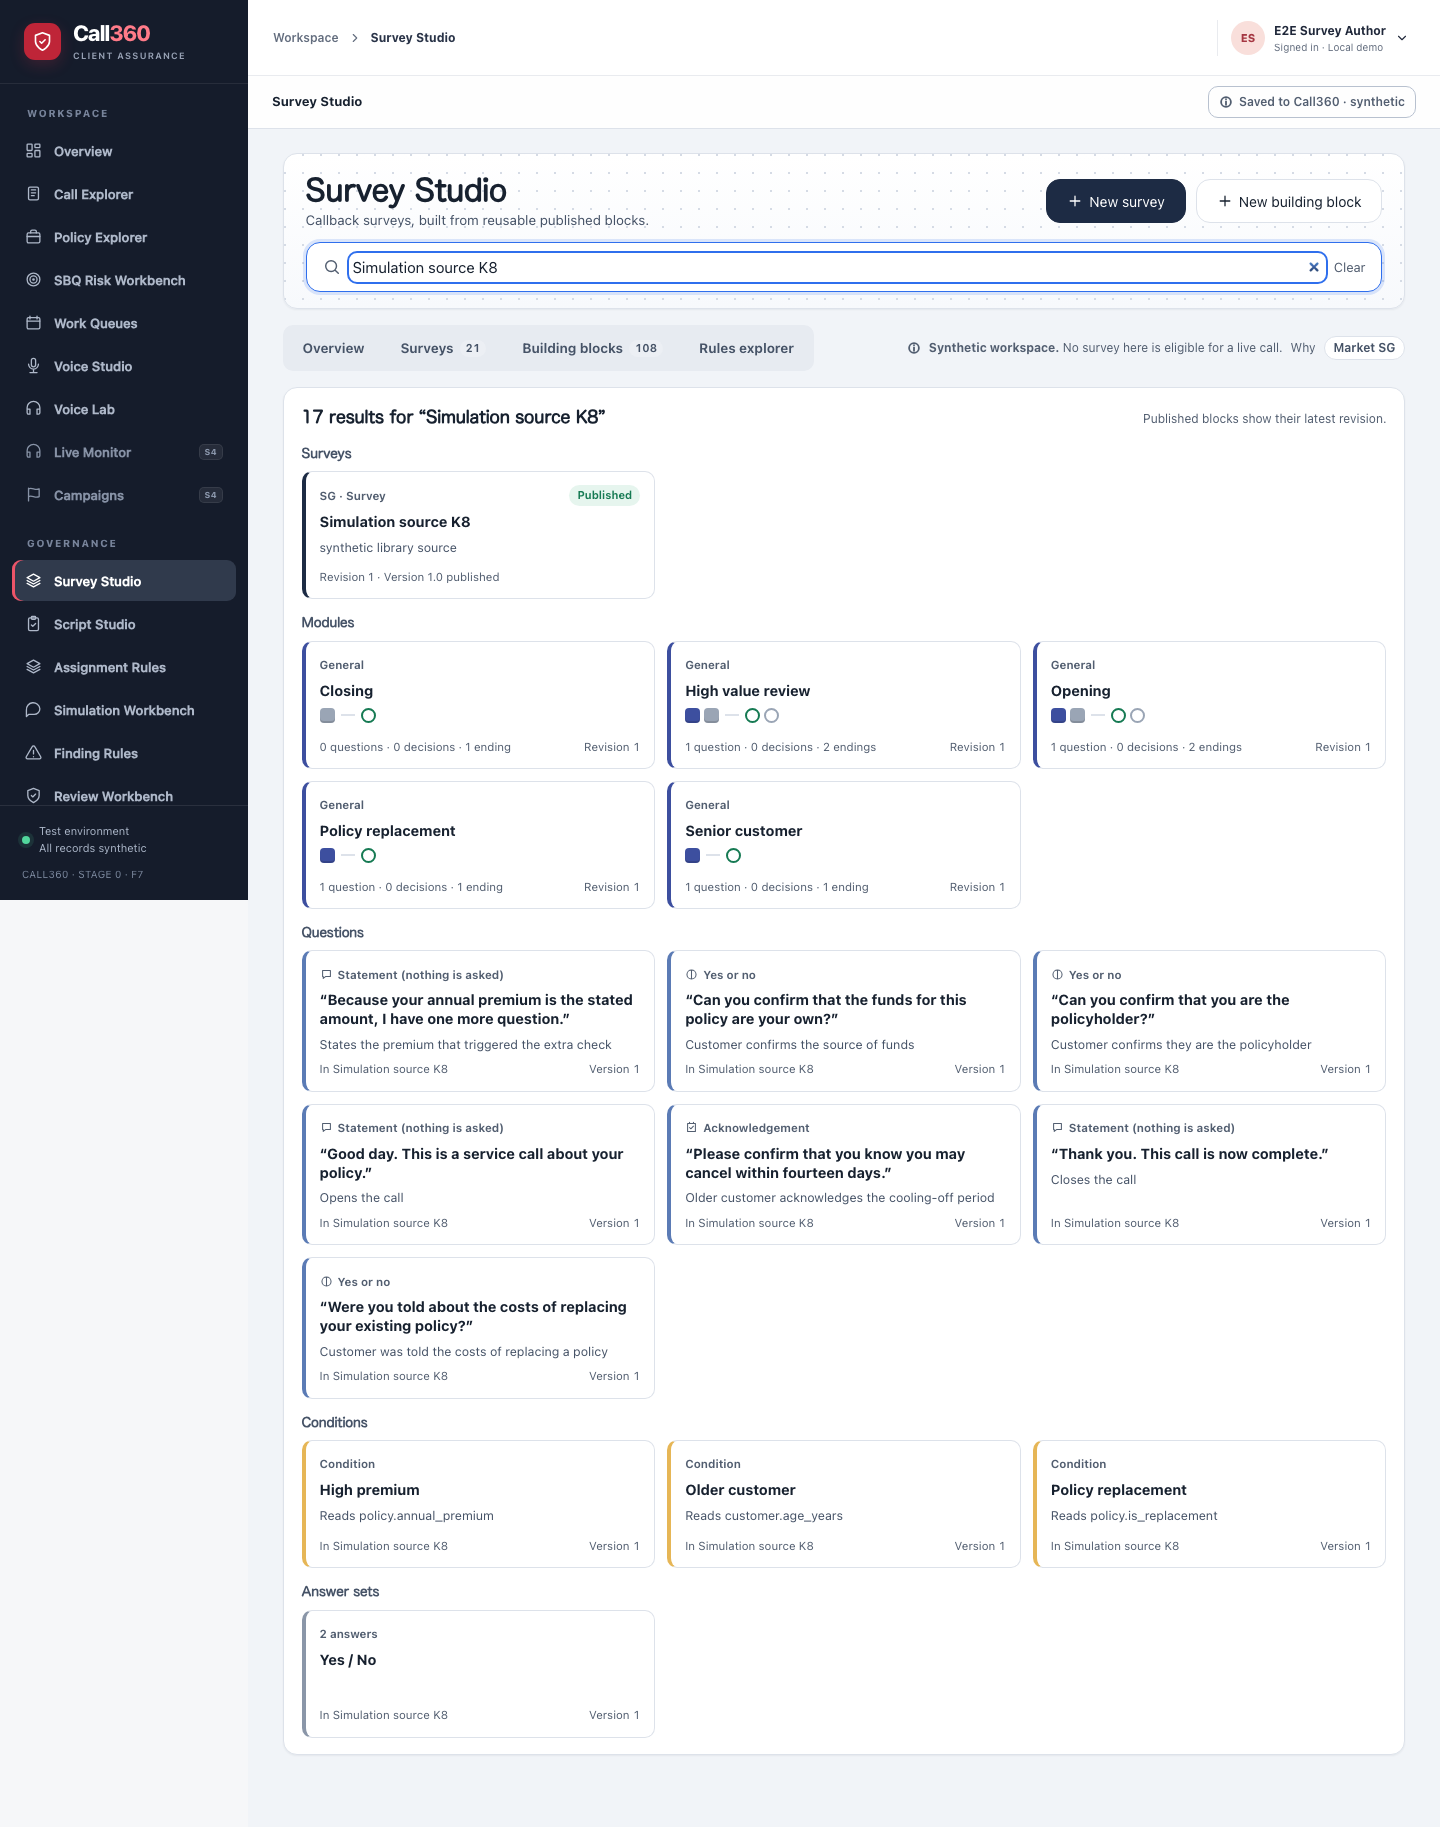 Call360
CLIENT ASSURANCE
WORKSPACE
Overview
Call Explorer
Policy Explorer
SBQ Risk Workbench
Work Queues
Voice Studio
Voice Lab
Live Monitor S4
Campaigns S4
GOVERNANCE
Survey Studio
Script Studio
Assignment Rules
Simulation Workbench
Finding Rules
Review Workbench
Test environment
All records synthetic
CALL360 · STAGE 0 · F7
Workspace > Survey Studio
ES
E2E Survey Author
Signed in · Local demo
Survey Studio
Saved to Call360 · synthetic
Survey Studio
Callback surveys, built from reusable published blocks.
+ New survey
+ New building block
Simulation source K8
Clear
Overview Surveys 21 Building blocks 108 Rules explorer
Synthetic workspace. No survey here is eligible for a live call. Why Market SG
17 results for “Simulation source K8”
Published blocks show their latest revision.
Surveys
SG · Survey Published
Simulation source K8
synthetic library source
Revision 1 · Version 1.0 published
Modules
General
Closing
0 questions · 0 decisions · 1 ending Revision 1
General
High value review
1 question · 0 decisions · 2 endings Revision 1
General
Opening
1 question · 0 decisions · 2 endings Revision 1
General
Policy replacement
1 question · 0 decisions · 1 ending Revision 1
General
Senior customer
1 question · 0 decisions · 1 ending Revision 1
Questions
Statement (nothing is asked)
“Because your annual premium is the stated
amount, I have one more question.”
States the premium that triggered the extra check
In Simulation source K8 Version 1
Yes or no
“Can you confirm that the funds for this
policy are your own?”
Customer confirms the source of funds
In Simulation source K8 Version 1
Yes or no
“Can you confirm that you are the
policyholder?”
Customer confirms they are the policyholder
In Simulation source K8 Version 1
Statement (nothing is asked)
“Good day. This is a service call about your
policy.”
Opens the call
In Simulation source K8 Version 1
Acknowledgement
“Please confirm that you know you may
cancel within fourteen days.”
Older customer acknowledges the cooling-off period
In Simulation source K8 Version 1
Statement (nothing is asked)
“Thank you. This call is now complete.”
Closes the call
In Simulation source K8 Version 1
Yes or no
“Were you told about the costs of replacing
your existing policy?”
Customer was told the costs of replacing a policy
In Simulation source K8 Version 1
Conditions
Condition
High premium
Reads policy.annual_premium
In Simulation source K8 Version 1
Condition
Older customer
Reads customer.age_years
In Simulation source K8 Version 1
Condition
Policy replacement
Reads policy.is_replacement
In Simulation source K8 Version 1
Answer sets
2 answers
Yes / No
In Simulation source K8 Version 1